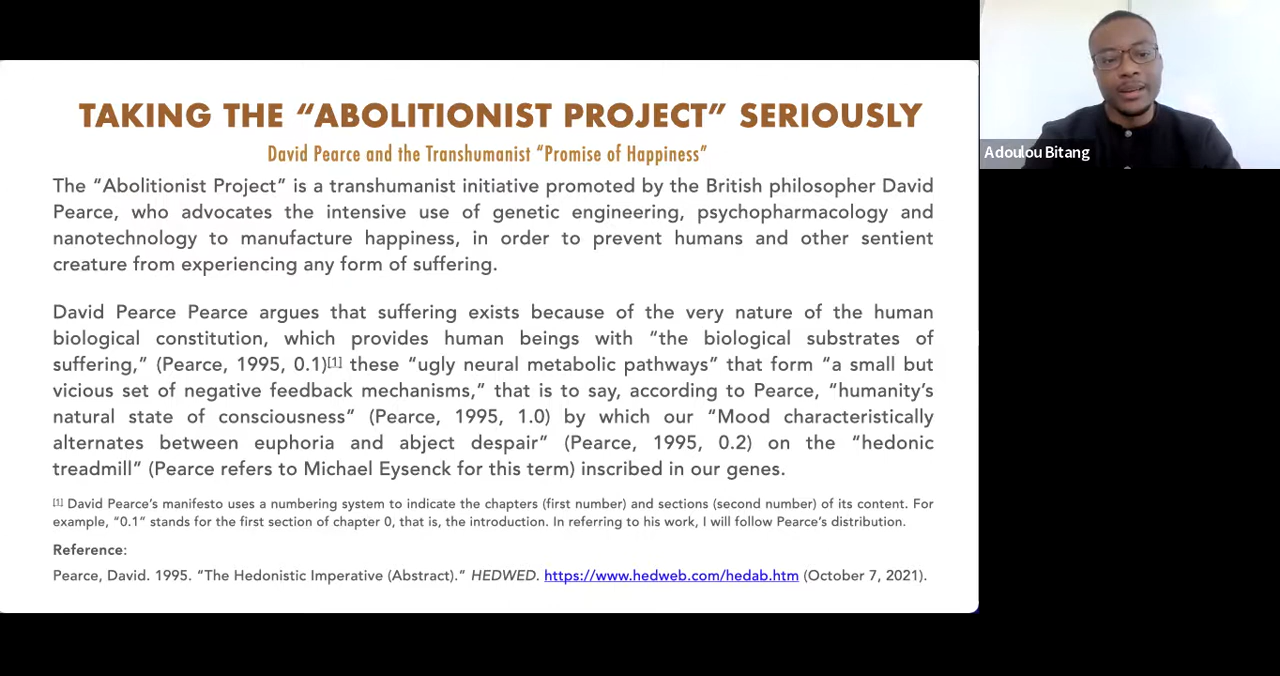 TAKING THE “ABOLITIONIST PROJECT” SERIOUSLY
David Pearce and the Transhumanist “Promise of Happiness”
The “Abolitionist Project” is a transhumanist initiative promoted by the British philosopher David
Pearce, who advocates the intensive use of genetic engineering, psychopharmacology and
nanotechnology to manufacture happiness, in order to prevent humans and other sentient
creature from experiencing any form of suffering.
David Pearce Pearce argues that suffering exists because of the very nature of the human
biological constitution, which provides human beings with “the biological substrates of
suffering,” (Pearce, 1995, 0.1)[1] these “ugly neural metabolic pathways” that form “a small but
vicious set of negative feedback mechanisms,” that is to say, according to Pearce, “humanity’s
natural state of consciousness” (Pearce, 1995, 1.0) by which our “Mood characteristically
alternates between euphoria and abject despair” (Pearce, 1995, 0.2) on the “hedonic
treadmill” (Pearce refers to Michael Eysenck for this term) inscribed in our genes.
[1] David Pearce’s manifesto uses a numbering system to indicate the chapters (first number) and sections (second number) of its content. For
example, “0.1” stands for the first section of chapter 0, that is, the introduction. In referring to his work, I will follow Pearce’s distribution.
Reference:
Pearce, David. 1995. “The Hedonistic Imperative (Abstract).” HEDWED. https://www.hedweb.com/hedab.htm (October 7, 2021).
Adoulou Bitang